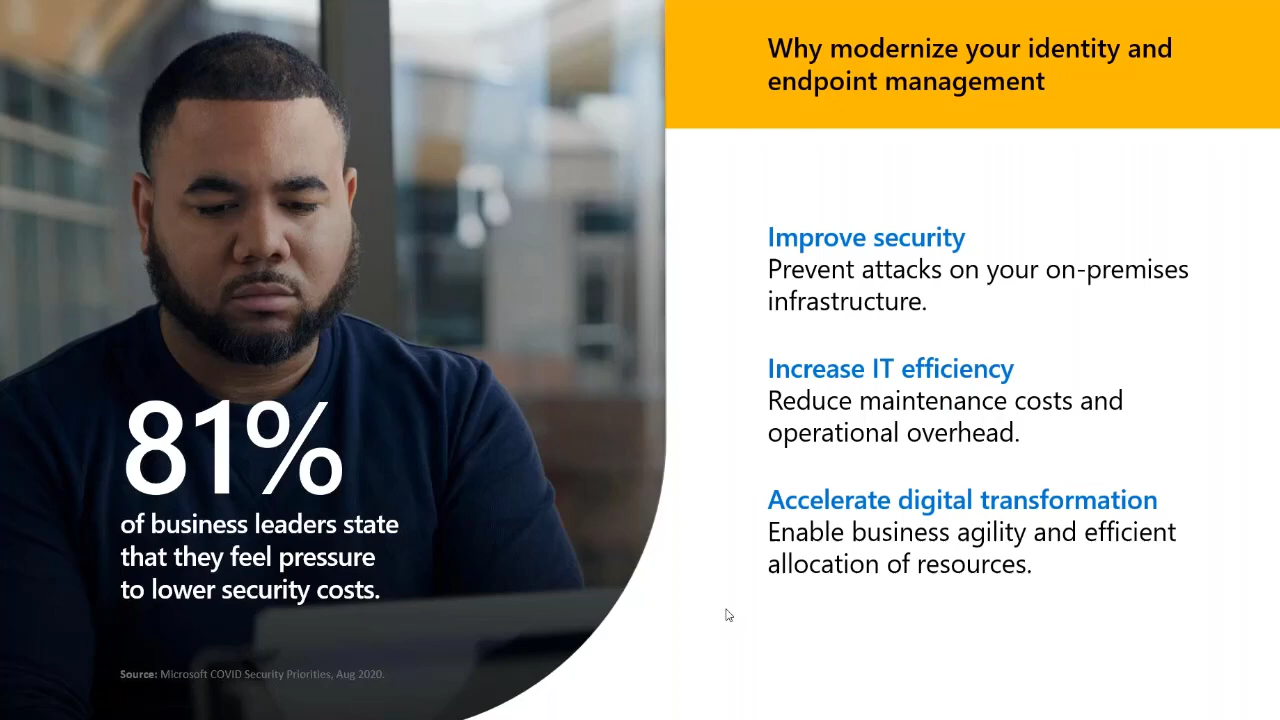 Why modernize your identity and
endpoint management
81%
of business leaders state
that they feel pressure
to lower security costs.
Source: Microsoft COVID Security Priorities, Aug 2020.
Improve security
Prevent attacks on your on-premises
infrastructure.
Increase IT efficiency
Reduce maintenance costs and
operational overhead.
Accelerate digital transformation
Enable business agility and efficient
allocation of resources.